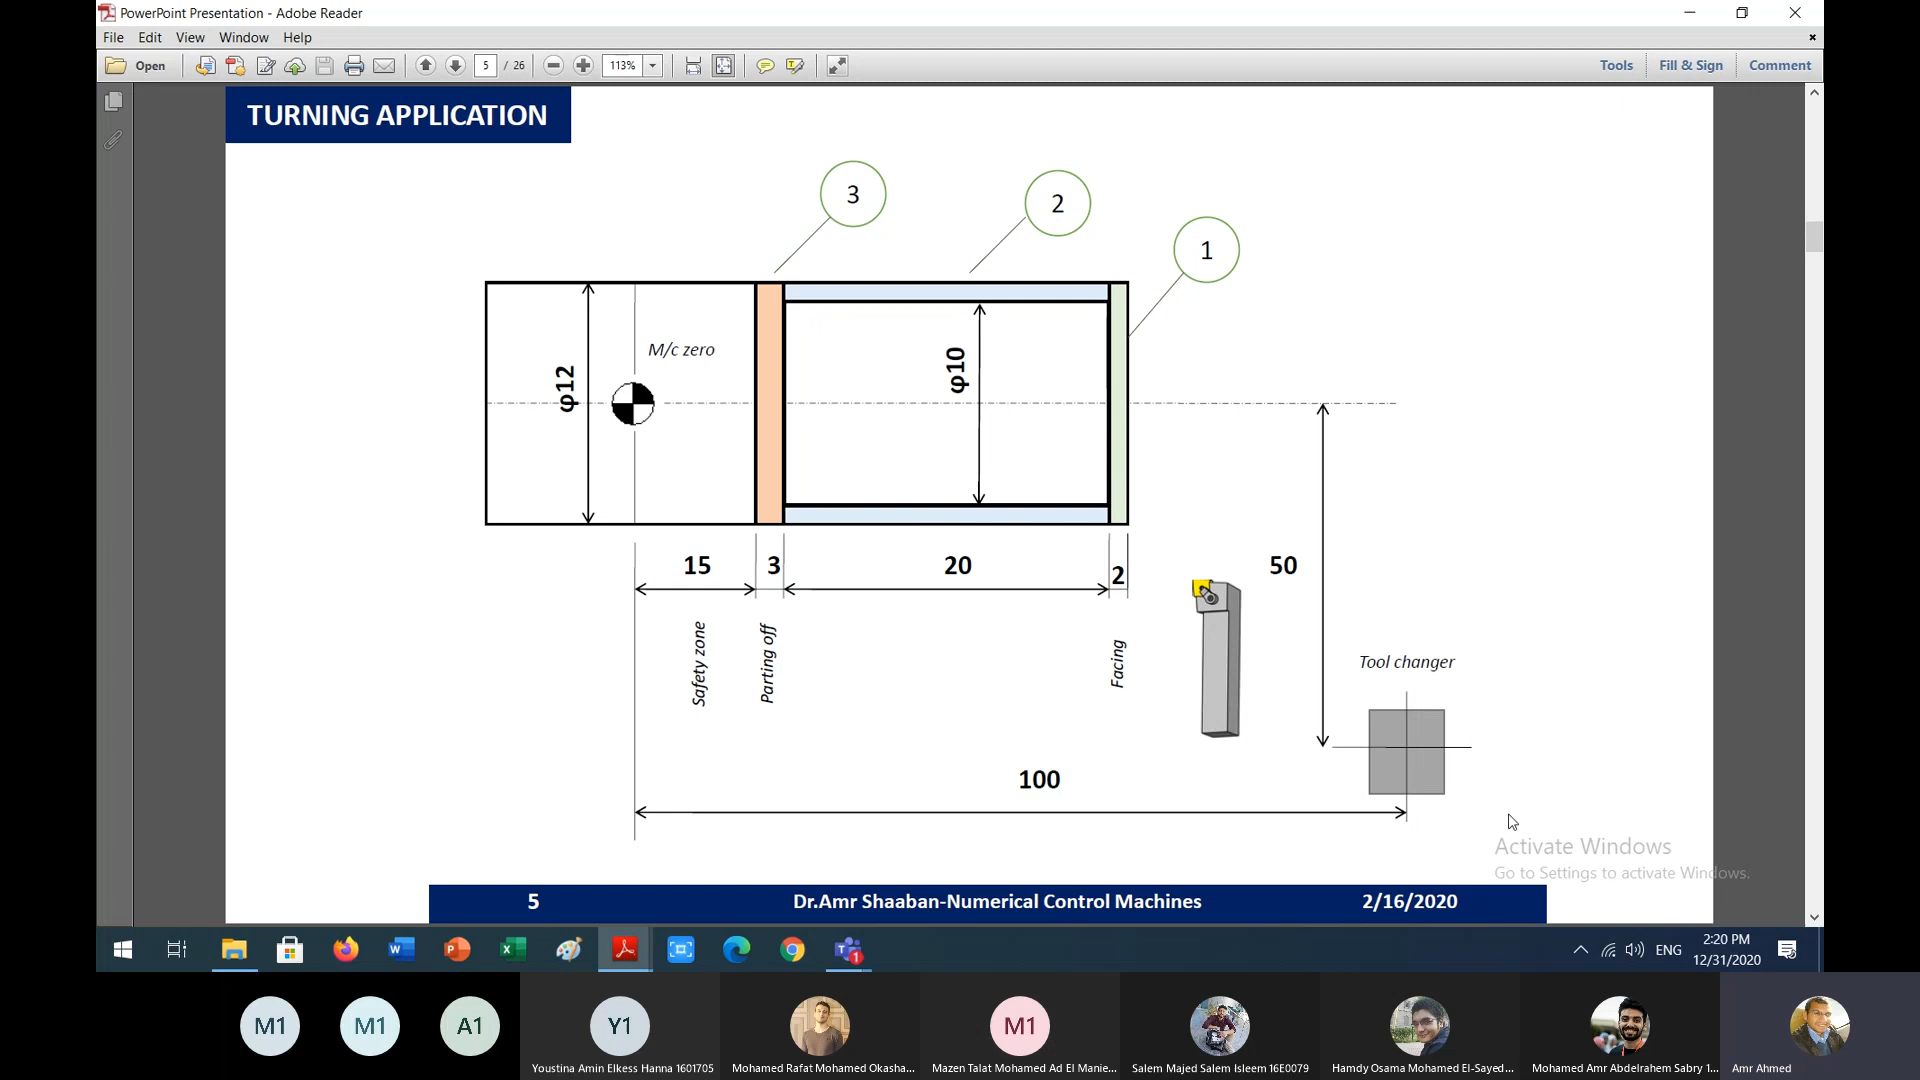 PowerPoint Presentation - Adobe Reader
File Edit View Window Help
Open 5 / 26 113% Tools Fill & Sign Comment
TURNING APPLICATION
3
2
1
M/c zero
φ12
φ10
15 3 20 2 50
Safety zone
Parting off
Facing
Tool changer
100
Activate Windows
Go to Settings to activate Windows.
5 Dr.Amr Shaaban-Numerical Control Machines 2/16/2020
1
ENG
2:20 PM
12/31/2020
M1 M1 A1 Y1 M1
Youstina Amin Elkess Hanna 1601705 Mohamed Rafat Mohamed Okasha... Mazen Talat Mohamed Ad El Manie... Salem Majed Salem Isleem 16E0079 Hamdy Osama Mohamed El-Sayed... Mohamed Amr Abdelrahem Sabry 1... Amr Ahmed